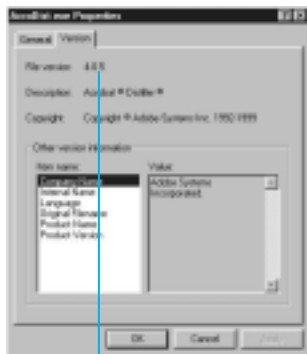 AcroDist.exe Properties
General Version
File version: 4.0.5
Description: Acrobat ® Distiller ®
Copyright: Copyright © Adobe Systems Inc. 1992-1999
Other version information
Item name: Value:
Company Name Adobe Systems
Internal Name Incorporated.
Language
Original Filename
Product Name
Product Version
OK Cancel Apply